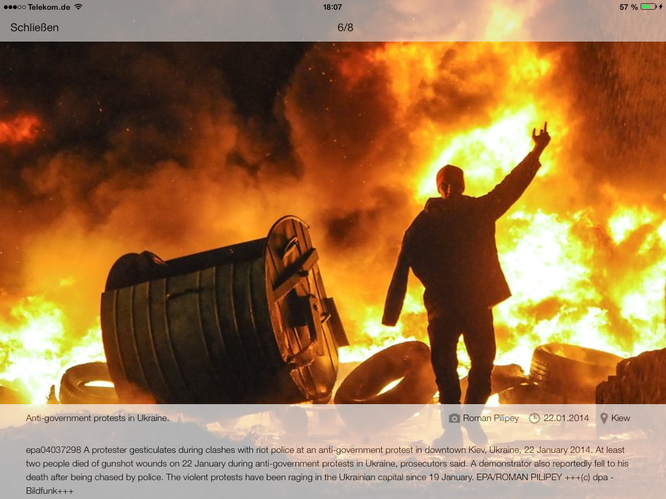 Telekom.de 18:07 57 %
Schließen 6/8
Anti-government protests in Ukraine. Roman Pilipey 22.01.2014 Kiew
epa04037298 A protester gesticulates during clashes with riot police at an anti-government protest in downtown Kiev, Ukraine, 22 January 2014. At least
two people died of gunshot wounds on 22 January during anti-government protests in Ukraine, prosecutors said. A demonstrator also reportedly fell to his
death after being chased by police. The violent protests have been raging in the Ukrainian capital since 19 January. EPA/ROMAN PILIPEY +++(c) dpa -
Bildfunk+++